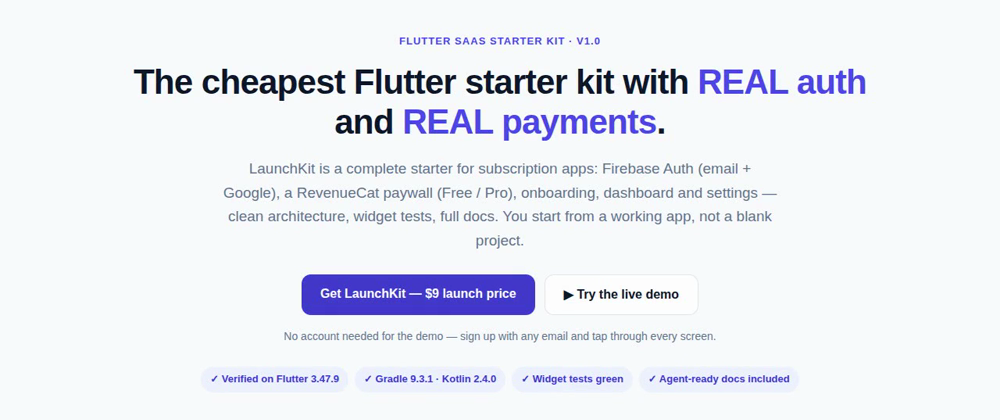 FLUTTER SAAS STARTER KIT · V1.0
The cheapest Flutter starter kit with REAL auth
and REAL payments.
LaunchKit is a complete starter for subscription apps: Firebase Auth (email +
Google), a RevenueCat paywall (Free / Pro), onboarding, dashboard and settings —
clean architecture, widget tests, full docs. You start from a working app, not a blank
project.
Get LaunchKit — $9 launch price
▶ Try the live demo
No account needed for the demo — sign up with any email and tap through every screen.
✓ Verified on Flutter 3.47.9
✓ Gradle 9.3.1 · Kotlin 2.4.0
✓ Widget tests green
✓ Agent-ready docs included